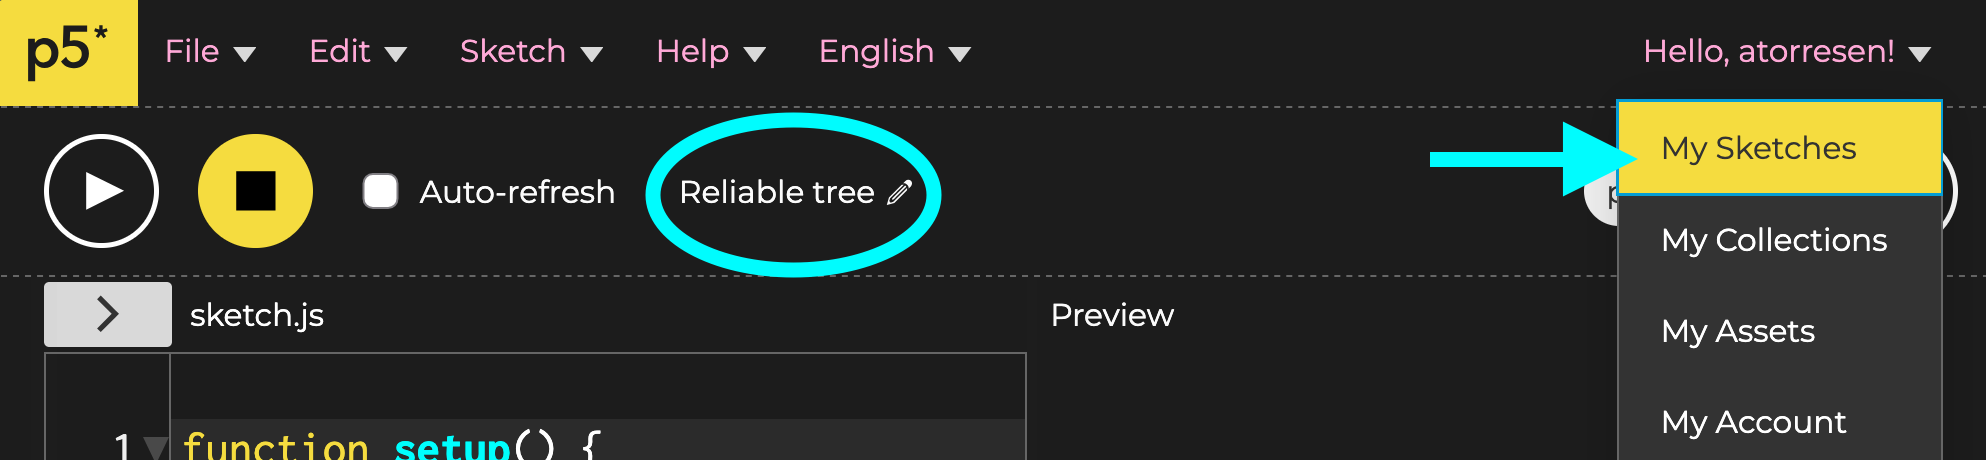 p5*
File
Edit
Sketch
Help
English
Hello, atorresen!
Auto-refresh
Reliable tree
My Sketches
My Collections
My Assets
My Account
sketch.js
Preview
1
function setup() {